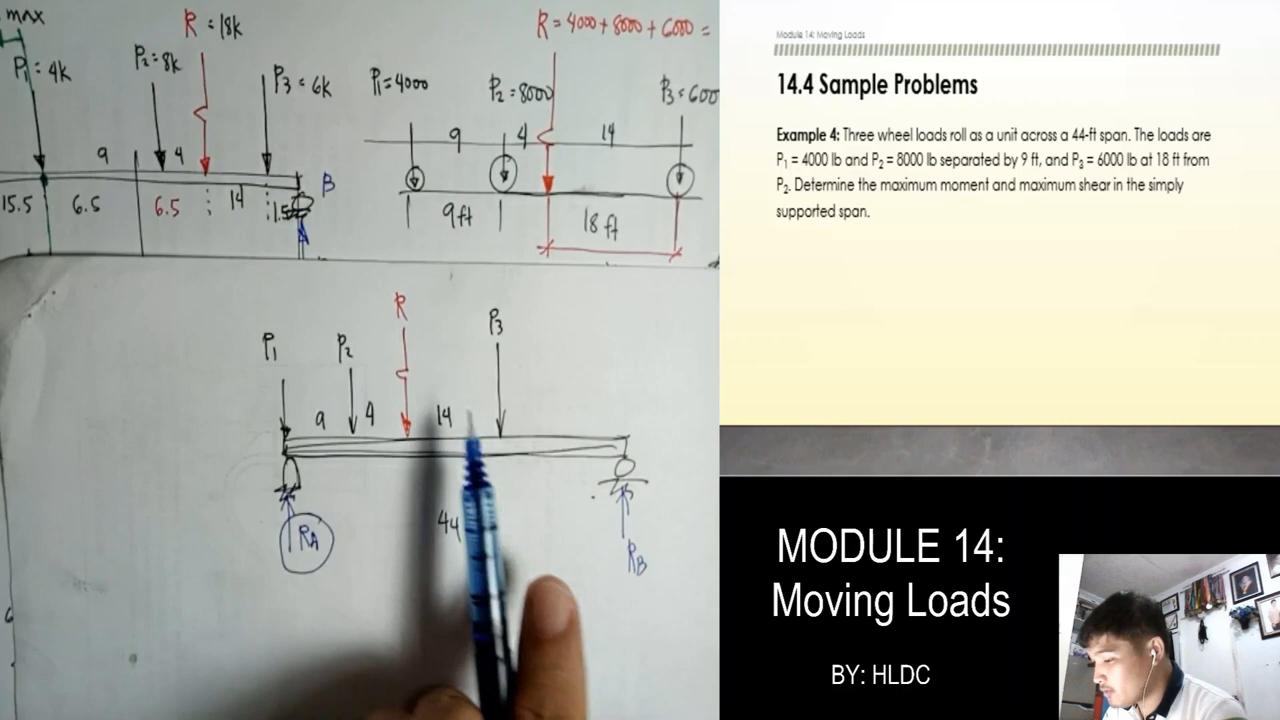 max
R = 18k
P1 = 4k
P2 = 8k
P3 = 6k
9
4
B
15.5
6.5
6.5
14
1.5
R = 4000 + 8000 + 6000 =
P1 = 4000
P2 = 8000
P3 = 600
9
4
14
9ft
18 ft
R
P1
P2
P3
9
4
14
RA
44
RB
Module 14: Moving Loads
14.4 Sample Problems
Example 4: Three wheel loads roll as a unit across a 44-ft span. The loads are
P1 = 4000 lb and P2 = 8000 lb separated by 9 ft, and P3 = 6000 lb at 18 ft from
P2. Determine the maximum moment and maximum shear in the simply
supported span.
MODULE 14:
Moving Loads
BY: HLDC